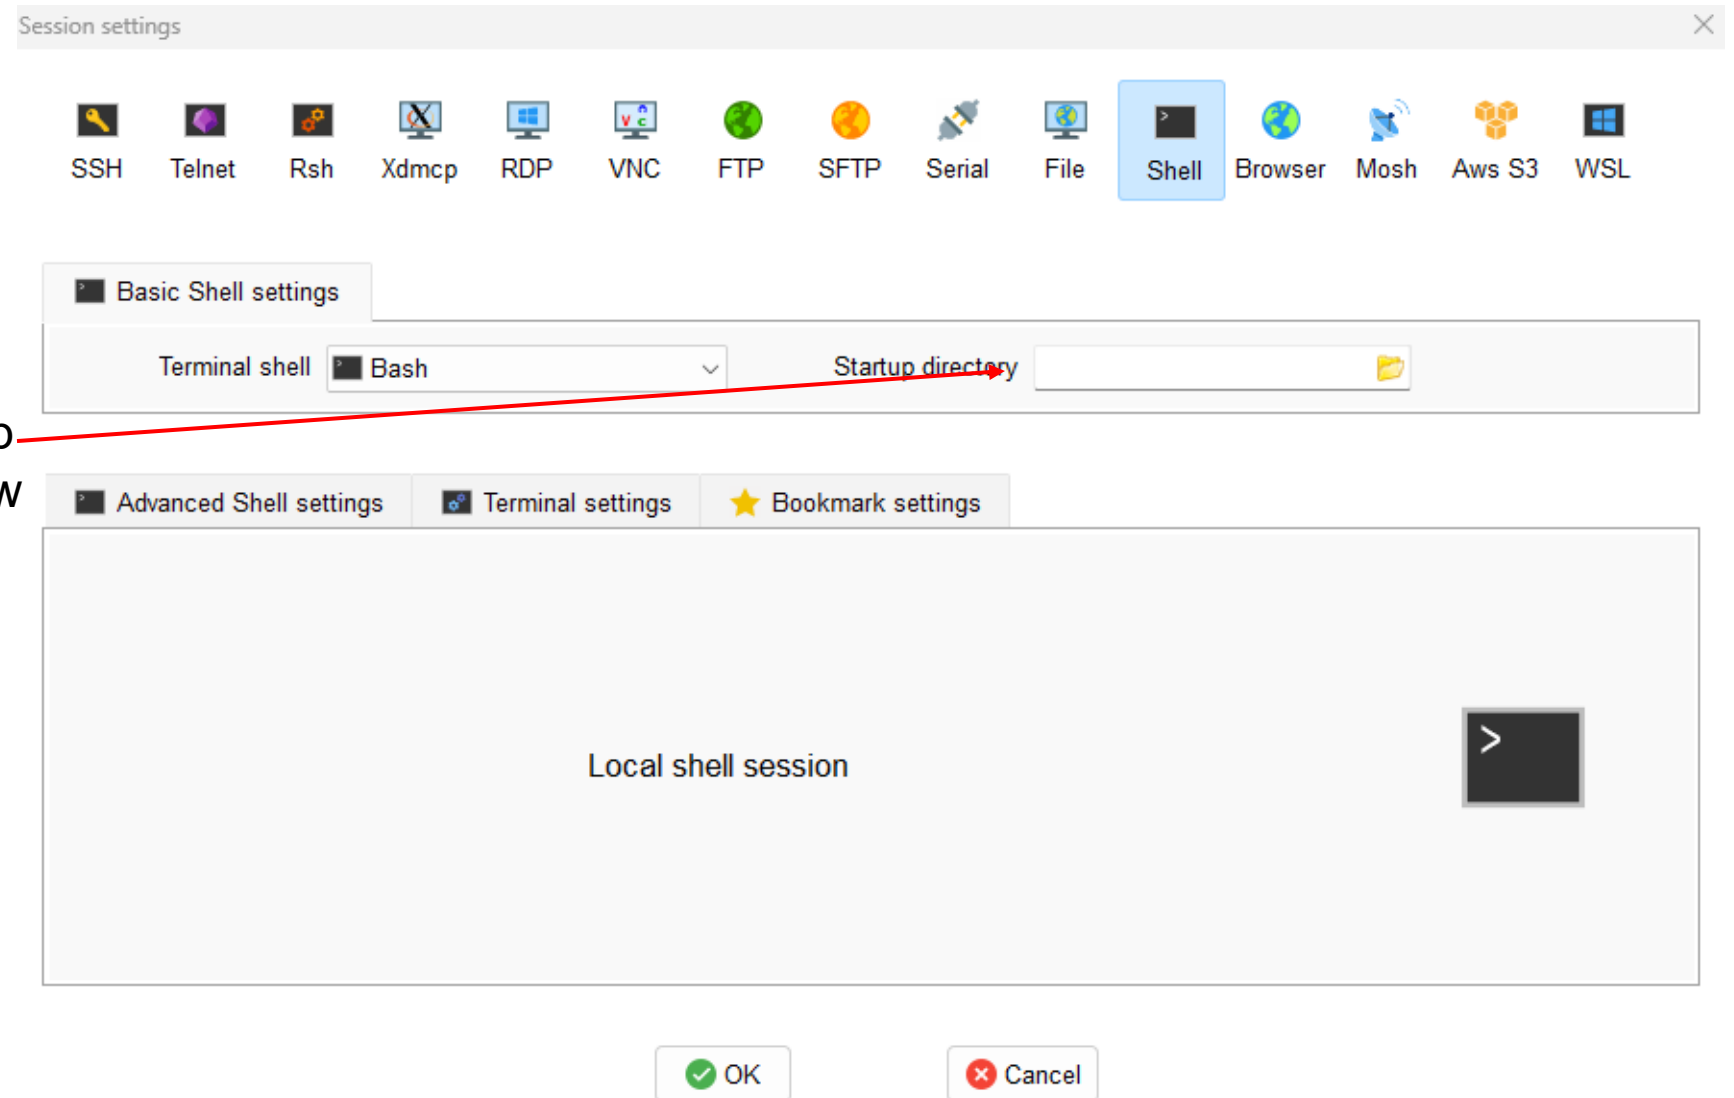 Session settings
SSH Telnet Rsh Xdmcp RDP VNC FTP SFTP Serial File Shell Browser Mosh Aws S3 WSL
Basic Shell settings
Terminal shell Bash Startup directory
Advanced Shell settings Terminal settings Bookmark settings
Local shell session
OK Cancel